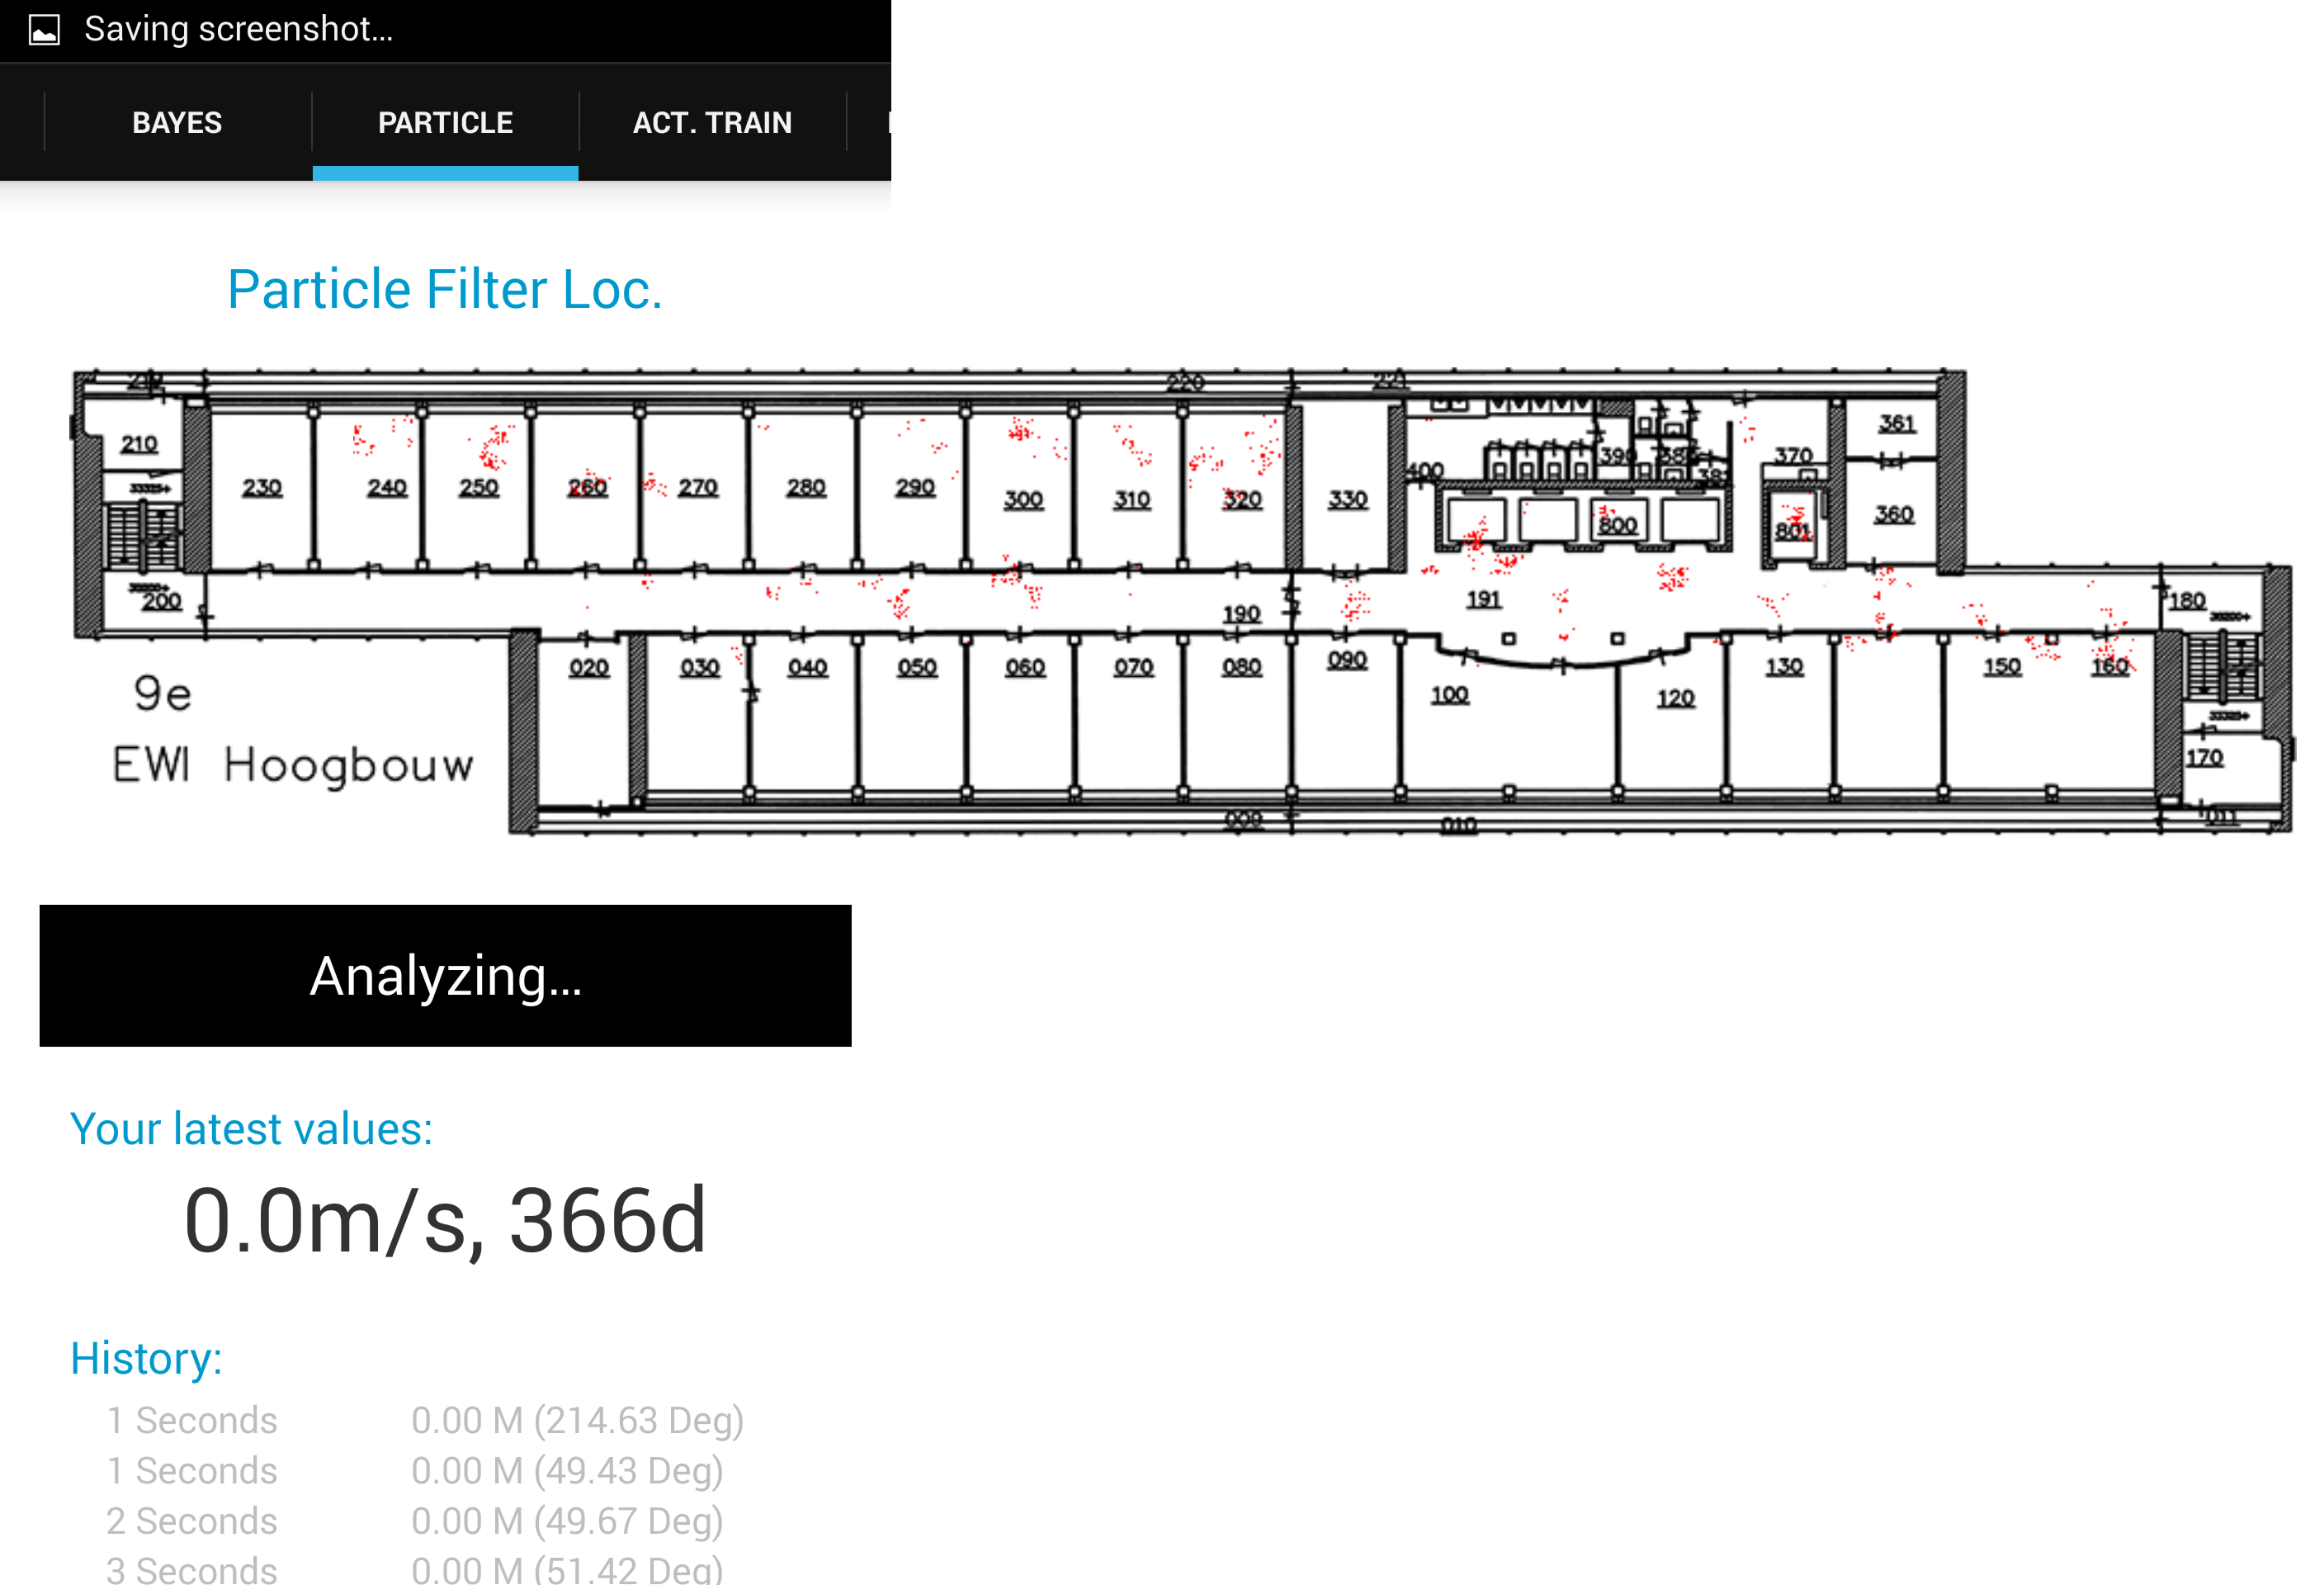 Saving screenshot...
BAYES PARTICLE ACT. TRAIN
Particle Filter Loc.
220 221
210 361
400 390 370
230 240 250 260 270 280 290 300 310 320 330 800 801 360
200 190 191 180
020 030 040 050 060 070 080 090 100 120 130 150 160
9e
EWI Hoogbouw
170
009 010 011
Analyzing...
Your latest values:
0.0m/s, 366d
History:
1 Seconds 0.00 M (214.63 Deg)
1 Seconds 0.00 M (49.43 Deg)
2 Seconds 0.00 M (49.67 Deg)
3 Seconds 0.00 M (51.42 Deg)